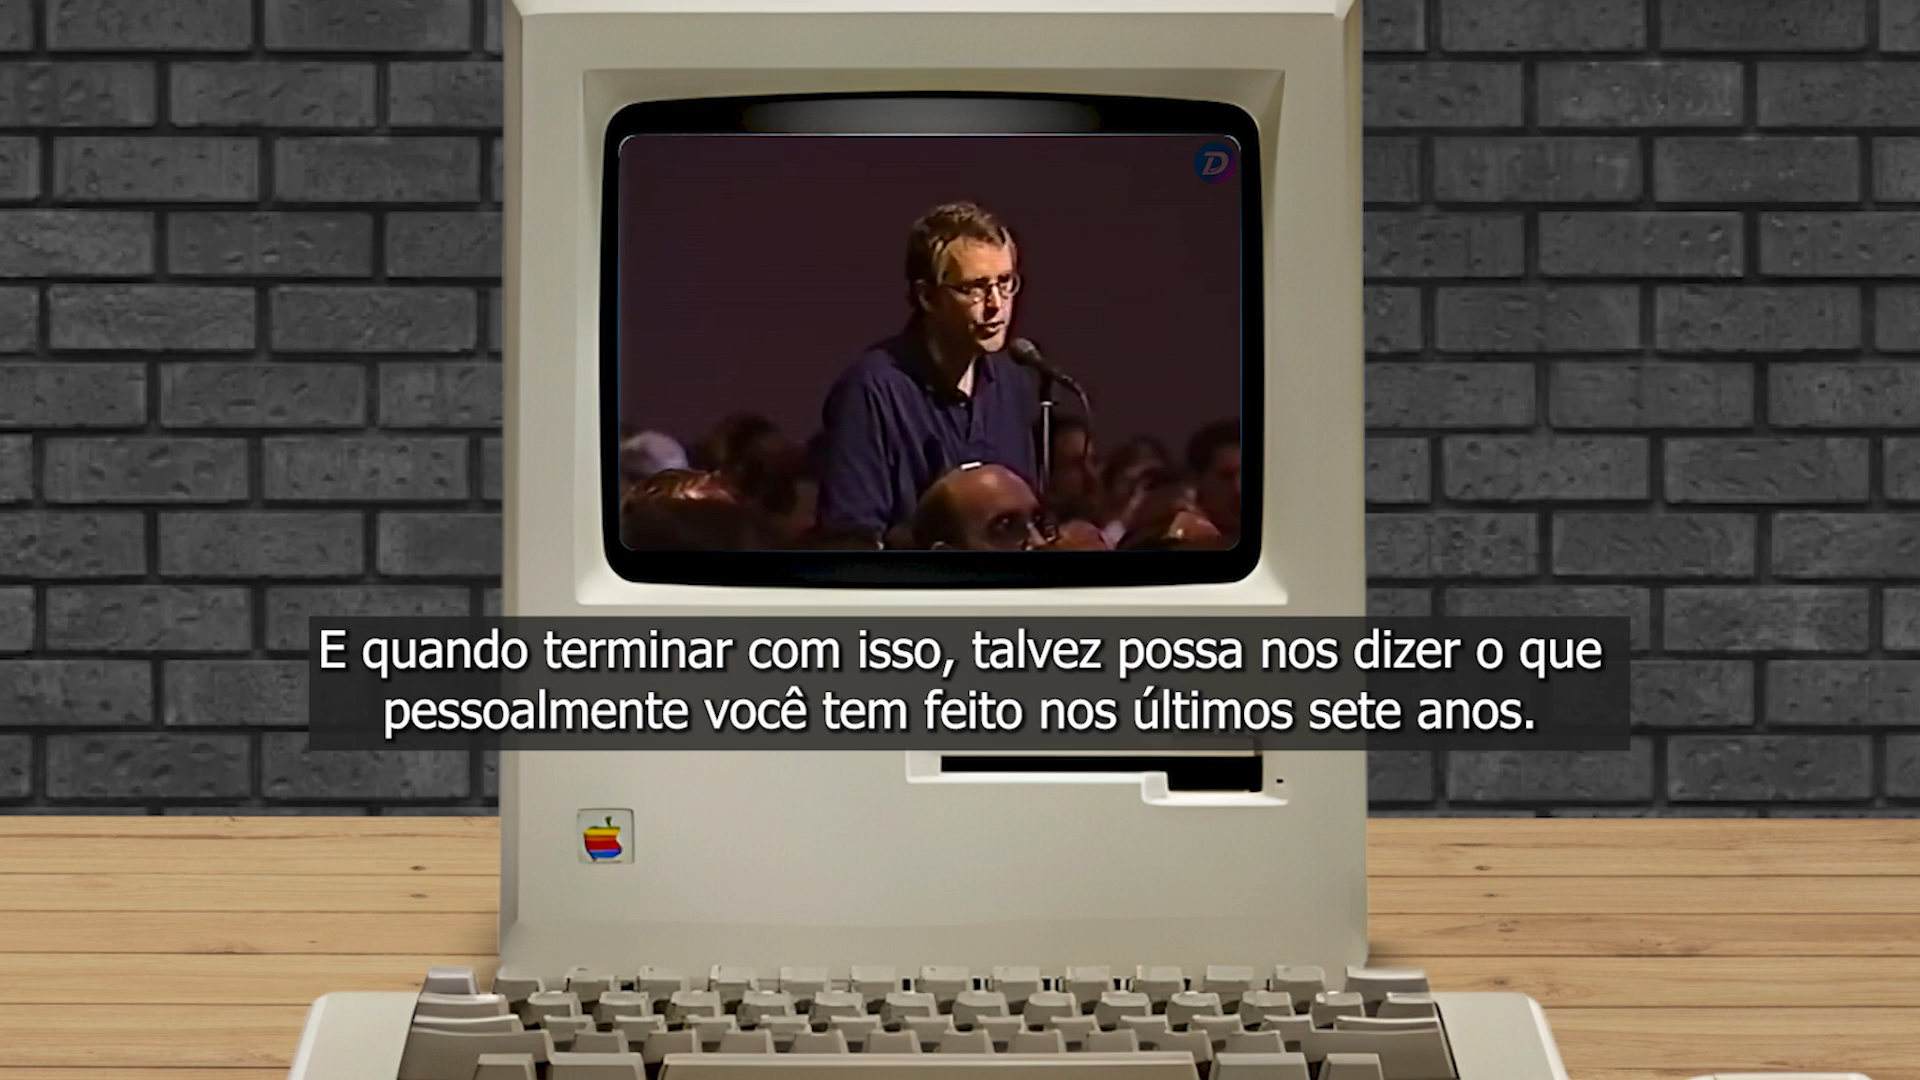 E quando terminar com isso, talvez possa nos dizer o que
pessoalmente você tem feito nos últimos sete anos.